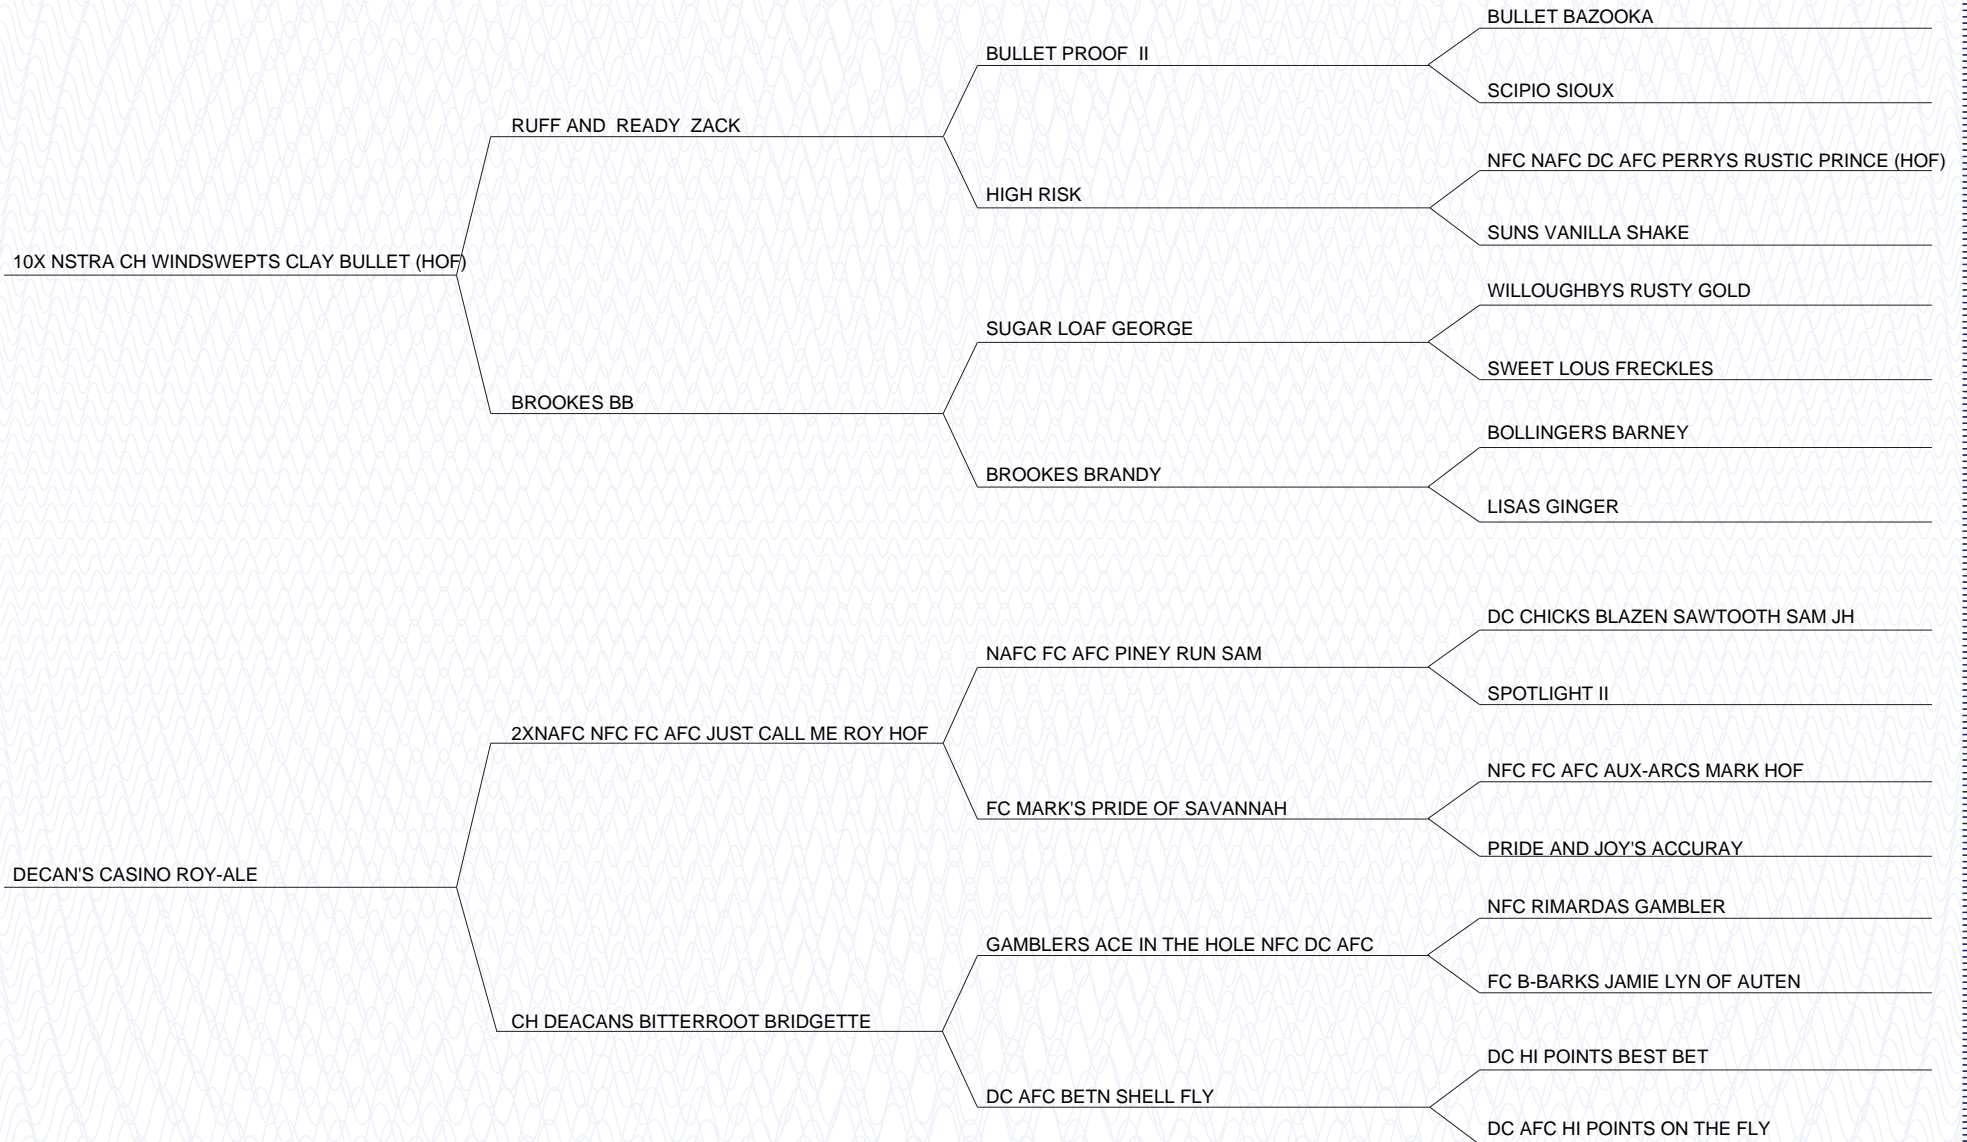 BULLET BAZOOKA
BULLET PROOF  II
SCIPIO SIOUX
RUFF AND  READY  ZACK
NFC NAFC DC AFC PERRYS RUSTIC PRINCE (HOF)
HIGH RISK
SUNS VANILLA SHAKE
10X NSTRA CH WINDSWEPTS CLAY BULLET (HOF)
WILLOUGHBYS RUSTY GOLD
SUGAR LOAF GEORGE
SWEET LOUS FRECKLES
BROOKES BB
BOLLINGERS BARNEY
BROOKES BRANDY
LISAS GINGER
DC CHICKS BLAZEN SAWTOOTH SAM JH
NAFC FC AFC PINEY RUN SAM
SPOTLIGHT II
2XNAFC NFC FC AFC JUST CALL ME ROY HOF
NFC FC AFC AUX-ARCS MARK HOF
FC MARK'S PRIDE OF SAVANNAH
PRIDE AND JOY'S ACCURAY
DECAN'S CASINO ROY-ALE
NFC RIMARDAS GAMBLER
GAMBLERS ACE IN THE HOLE NFC DC AFC
FC B-BARKS JAMIE LYN OF AUTEN
CH DEACANS BITTERROOT BRIDGETTE
DC HI POINTS BEST BET
DC AFC BETN SHELL FLY
DC AFC HI POINTS ON THE FLY